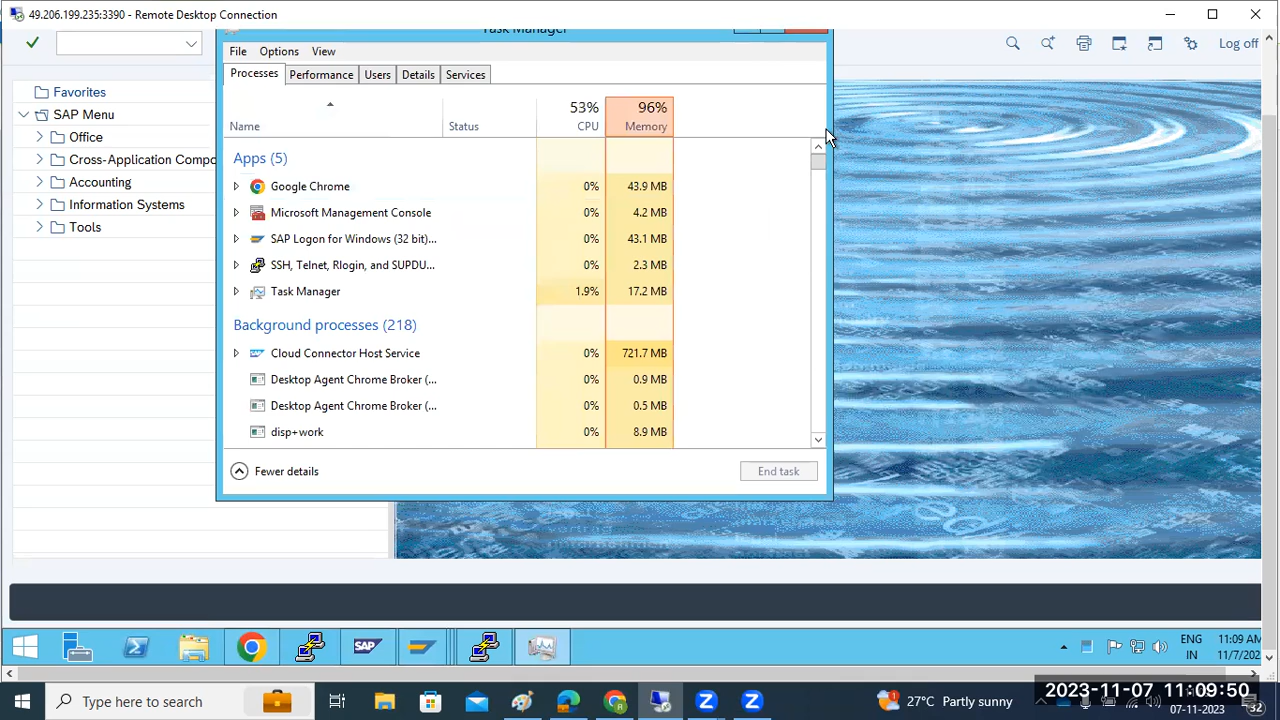 49.206.199.235:3390 - Remote Desktop Connection
Task Manager
File Options View
Log off
Processes Performance Users Details Services
Favorites
SAP Menu
Office
Cross-Application Compo
Accounting
Information Systems
Tools
53% 96%
Name Status CPU Memory
Apps (5)
Google Chrome 0% 43.9 MB
Microsoft Management Console 0% 4.2 MB
SAP Logon for Windows (32 bit)... 0% 43.1 MB
SSH, Telnet, Rlogin, and SUPDU... 0% 2.3 MB
Task Manager 1.9% 17.2 MB
Background processes (218)
Cloud Connector Host Service 0% 721.7 MB
Desktop Agent Chrome Broker (... 0% 0.9 MB
Desktop Agent Chrome Broker (... 0% 0.5 MB
disp+work 0% 8.9 MB
Fewer details
End task
SAP
ENG
IN
11:09 AM
11/7/202
Type here to search
27°C Partly sunny
2023-11-07 11:09:50
07-11-2023
32